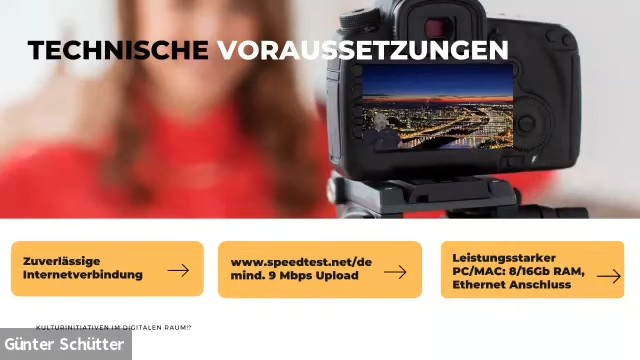 TECHNISCHE VORAUSSETZUNGEN
Zuverlässige
Internetverbindung
www.speedtest.net/de
mind. 9 Mbps Upload
Leistungsstarker
PC/MAC: 8/16Gb RAM,
Ethernet Anschluss
KULTURINITIATIVEN IM DIGITALEN RAUM!?
Günter Schütter